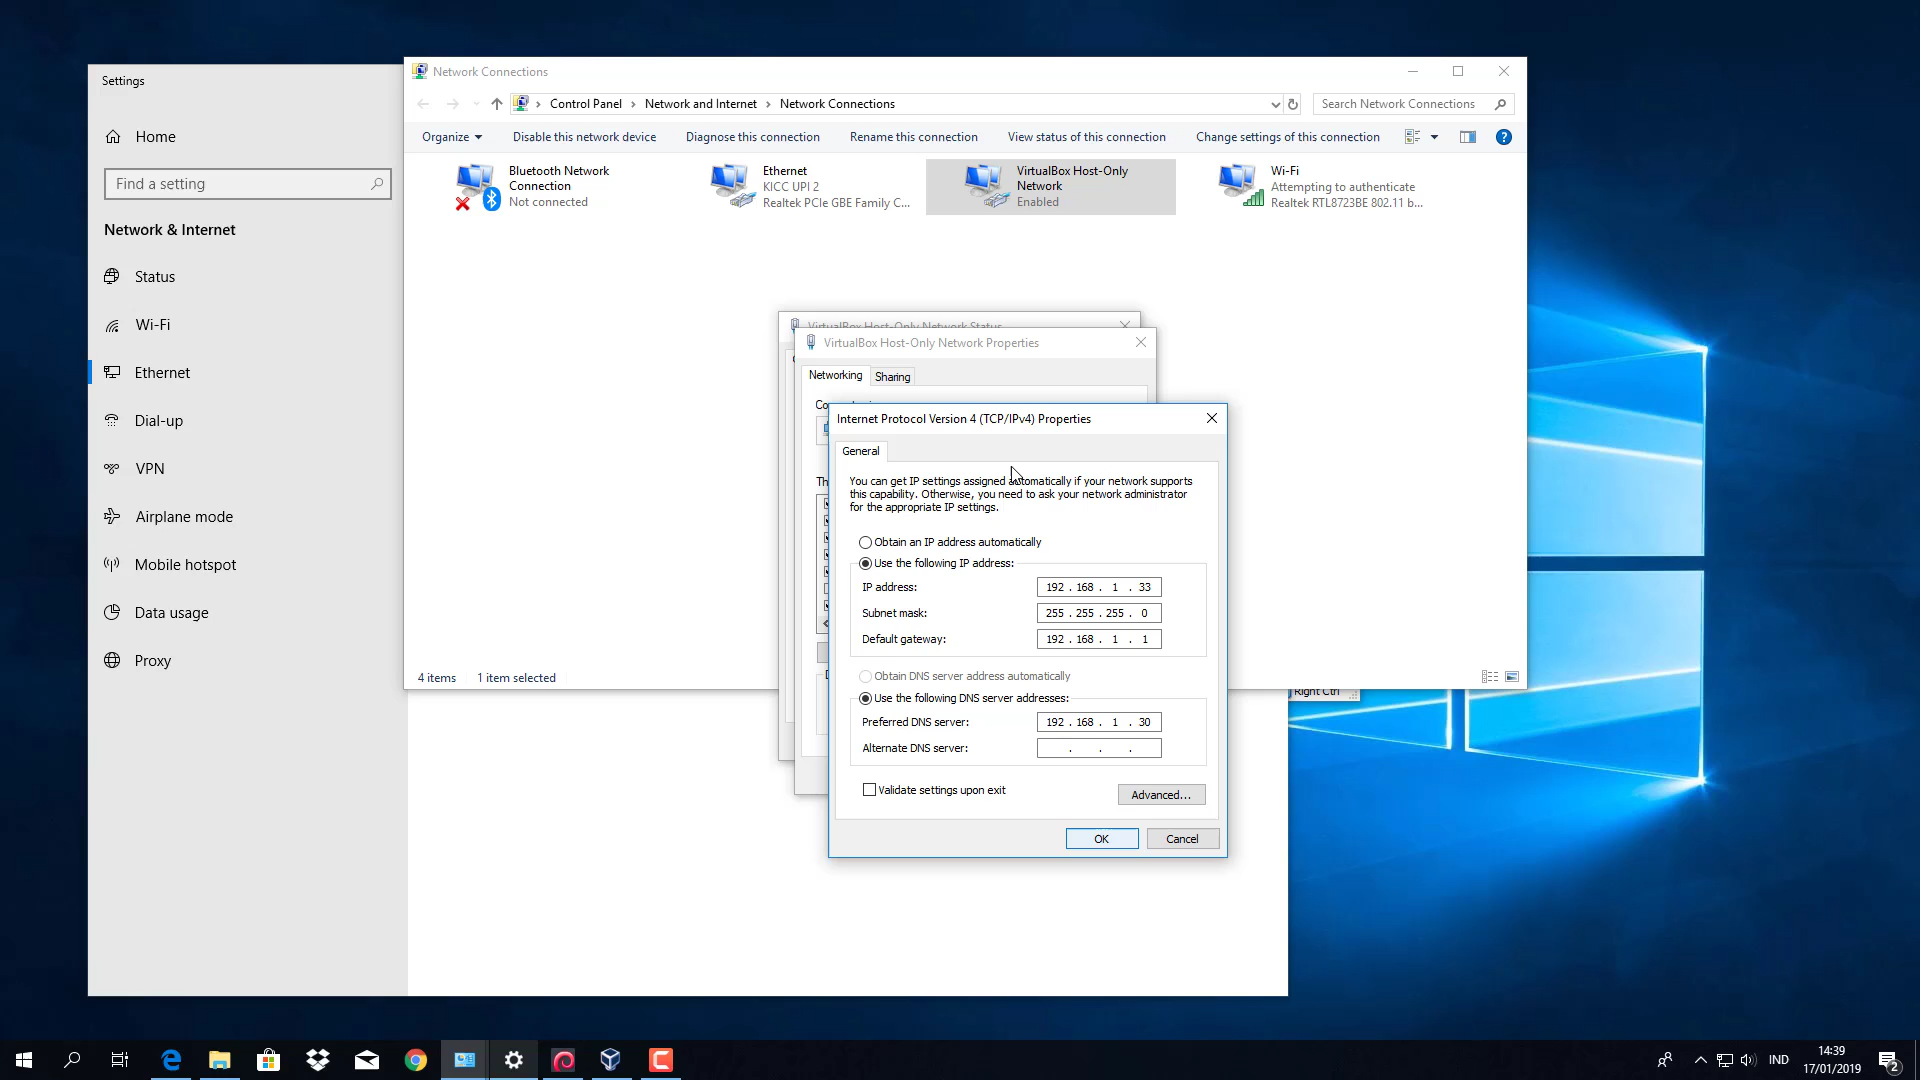 Settings
Home
Find a setting
Network & Internet
Status
Wi-Fi
Ethernet
Dial-up
VPN
Airplane mode
Mobile hotspot
Data usage
Proxy
Network Connections
Control Panel Network and Internet Network Connections
Search Network Connections
Organize Disable this network device Diagnose this connection Rename this connection View status of this connection Change settings of this connection
Bluetooth Network
Connection
Not connected
Ethernet
KICC UPI 2
Realtek PCIe GBE Family C...
VirtualBox Host-Only
Network
Enabled
Wi-Fi
Attempting to authenticate
Realtek RTL8723BE 802.11 b...
VirtualBox Host-Only Network Status
VirtualBox Host-Only Network Properties
Networking Sharing
Internet Protocol Version 4 (TCP/IPv4) Properties
General
You can get IP settings assigned automatically if your network supports
this capability. Otherwise, you need to ask your network administrator
for the appropriate IP settings.
Obtain an IP address automatically
Use the following IP address:
IP address: 192 . 168 . 1 . 33
Subnet mask: 255 . 255 . 255 . 0
Default gateway: 192 . 168 . 1 . 1
Obtain DNS server address automatically
Use the following DNS server addresses:
Preferred DNS server: 192 . 168 . 1 . 30
Alternate DNS server: . . .
Validate settings upon exit
Advanced...
OK Cancel
4 items 1 item selected
Right Ctrl
IND
14:39
17/01/2019
2